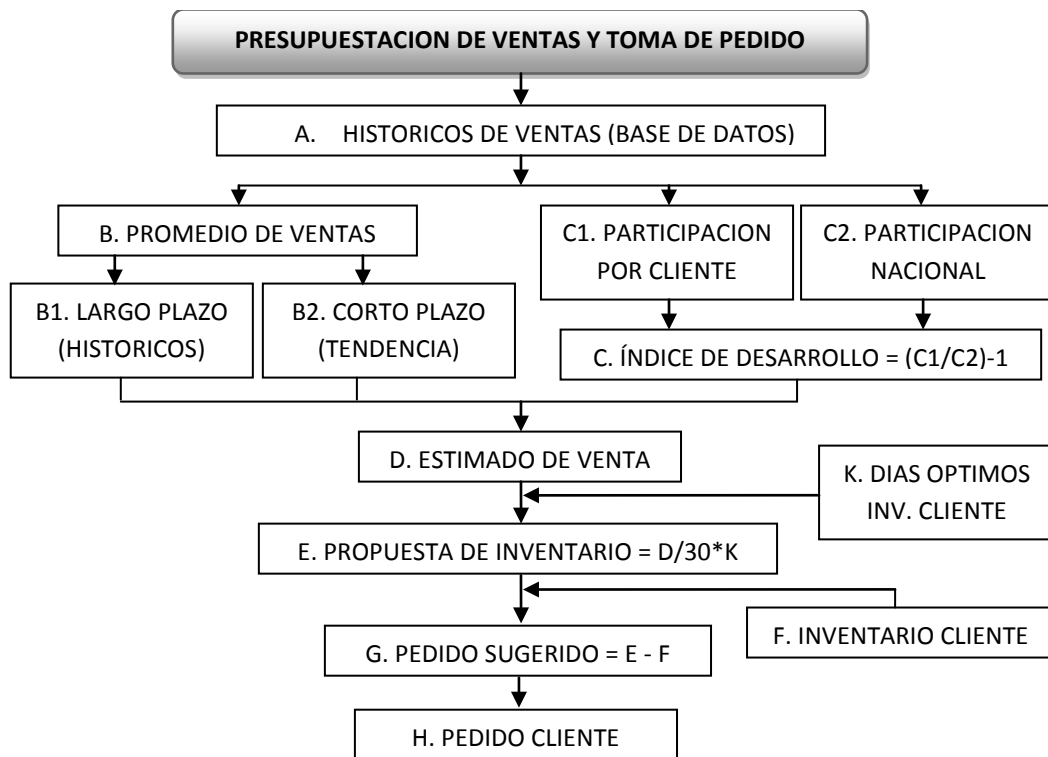 PRESUPUESTACION DE VENTAS Y TOMA DE PEDIDO
A. HISTORICOS DE VENTAS (BASE DE DATOS)
B. PROMEDIO DE VENTAS
C1. PARTICIPACION
POR CLIENTE
C2. PARTICIPACION
NACIONAL
B1. LARGO PLAZO
(HISTORICOS)
B2. CORTO PLAZO
(TENDENCIA)
C. ÍNDICE DE DESARROLLO = (C1/C2)-1
D. ESTIMADO DE VENTA
K. DIAS OPTIMOS
INV. CLIENTE
E. PROPUESTA DE INVENTARIO = D/30*K
F. INVENTARIO CLIENTE
G. PEDIDO SUGERIDO = E - F
H. PEDIDO CLIENTE